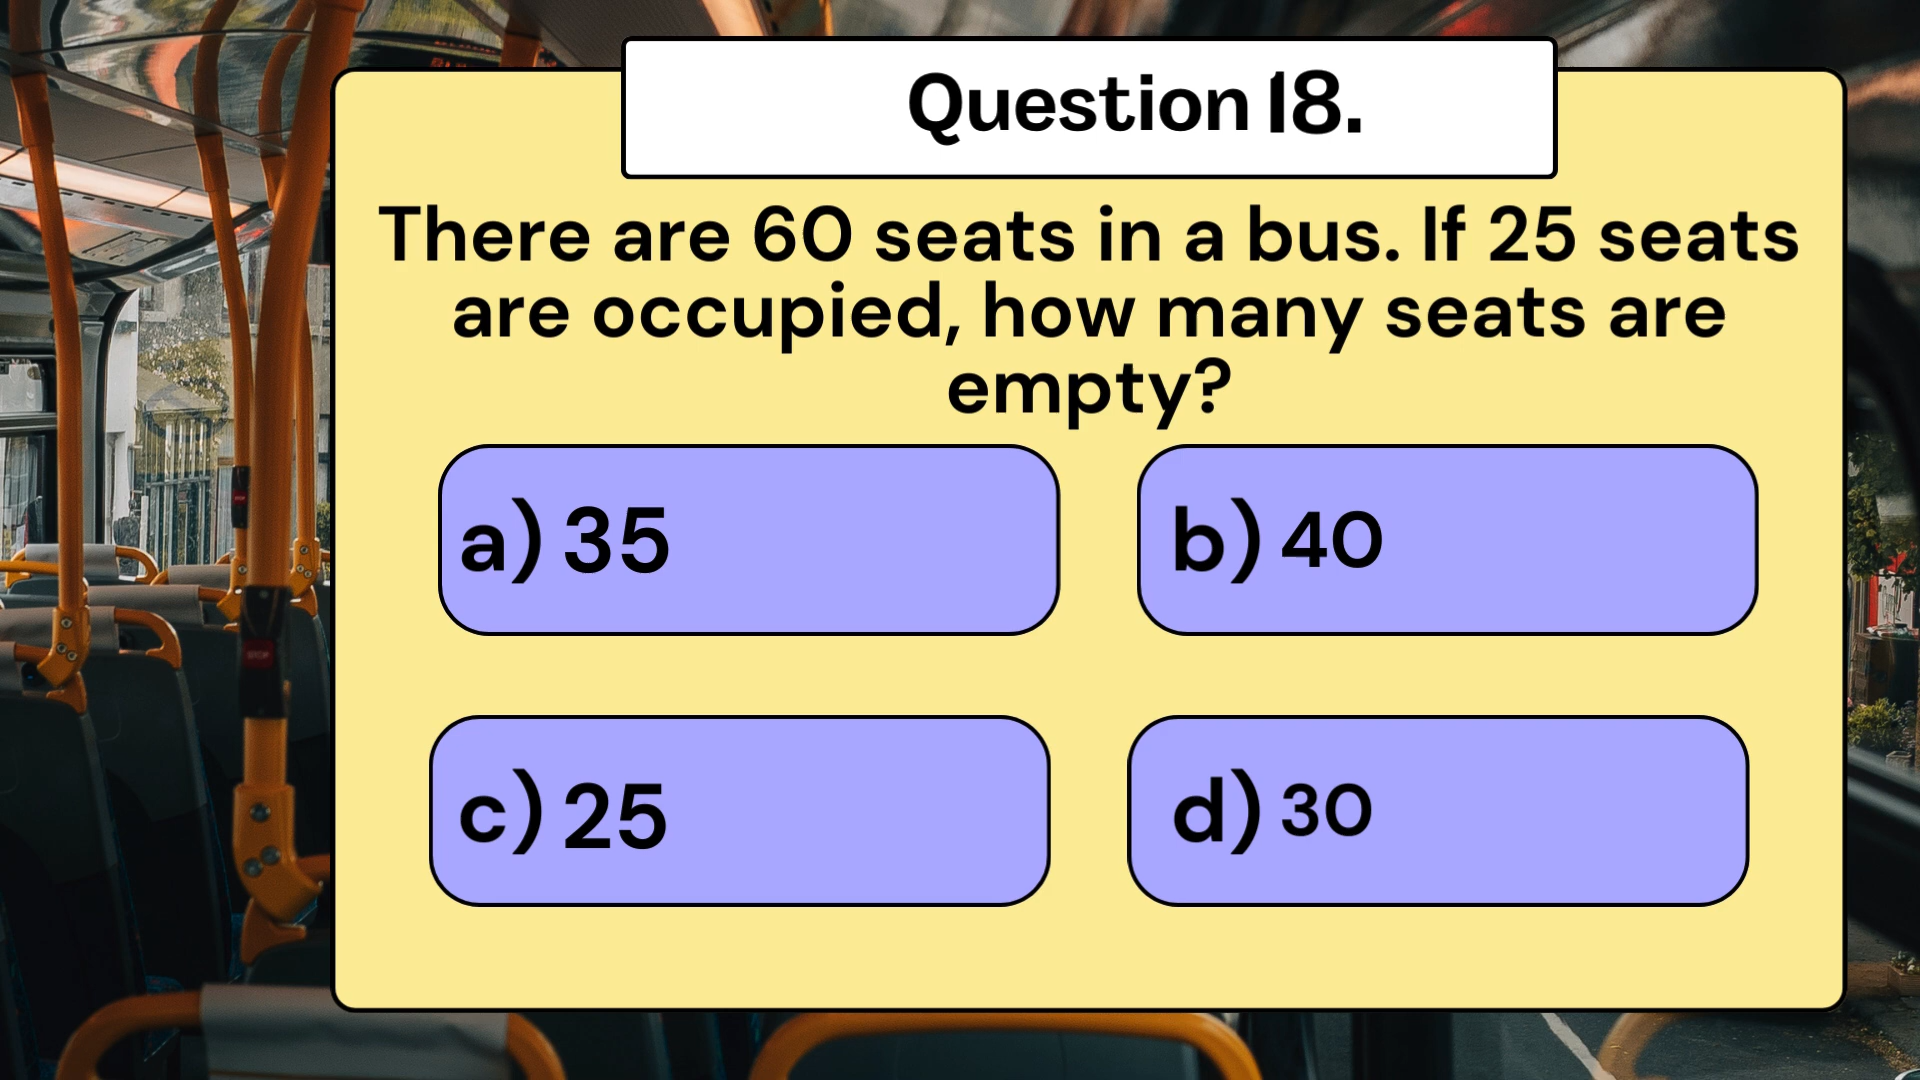 Question 18.
There are 60 seats in a bus. If 25 seats
are occupied, how many seats are
empty?
a) 35
b) 40
c) 25
d) 30
STOP